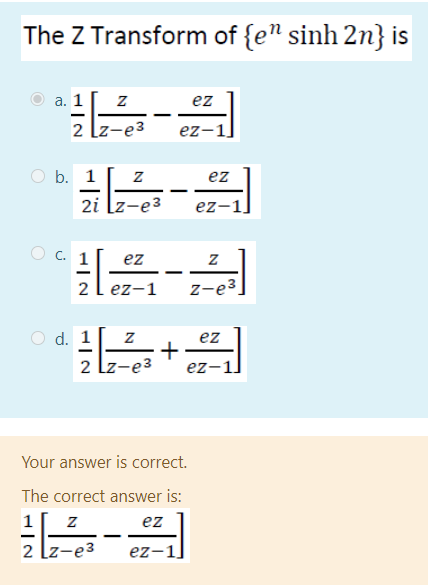 The Z Transform of {eⁿ sinh 2n} is
a. 1/2 [z/(z−e³) − ez/(ez−1)]
b. 1/2i [z/(z−e³) − ez/(ez−1)]
c. 1/2 [ez/(ez−1) − z/(z−e³)]
d. 1/2 [z/(z−e³) + ez/(ez−1)]
Your answer is correct.
The correct answer is:
1/2 [z/(z−e³) − ez/(ez−1)]